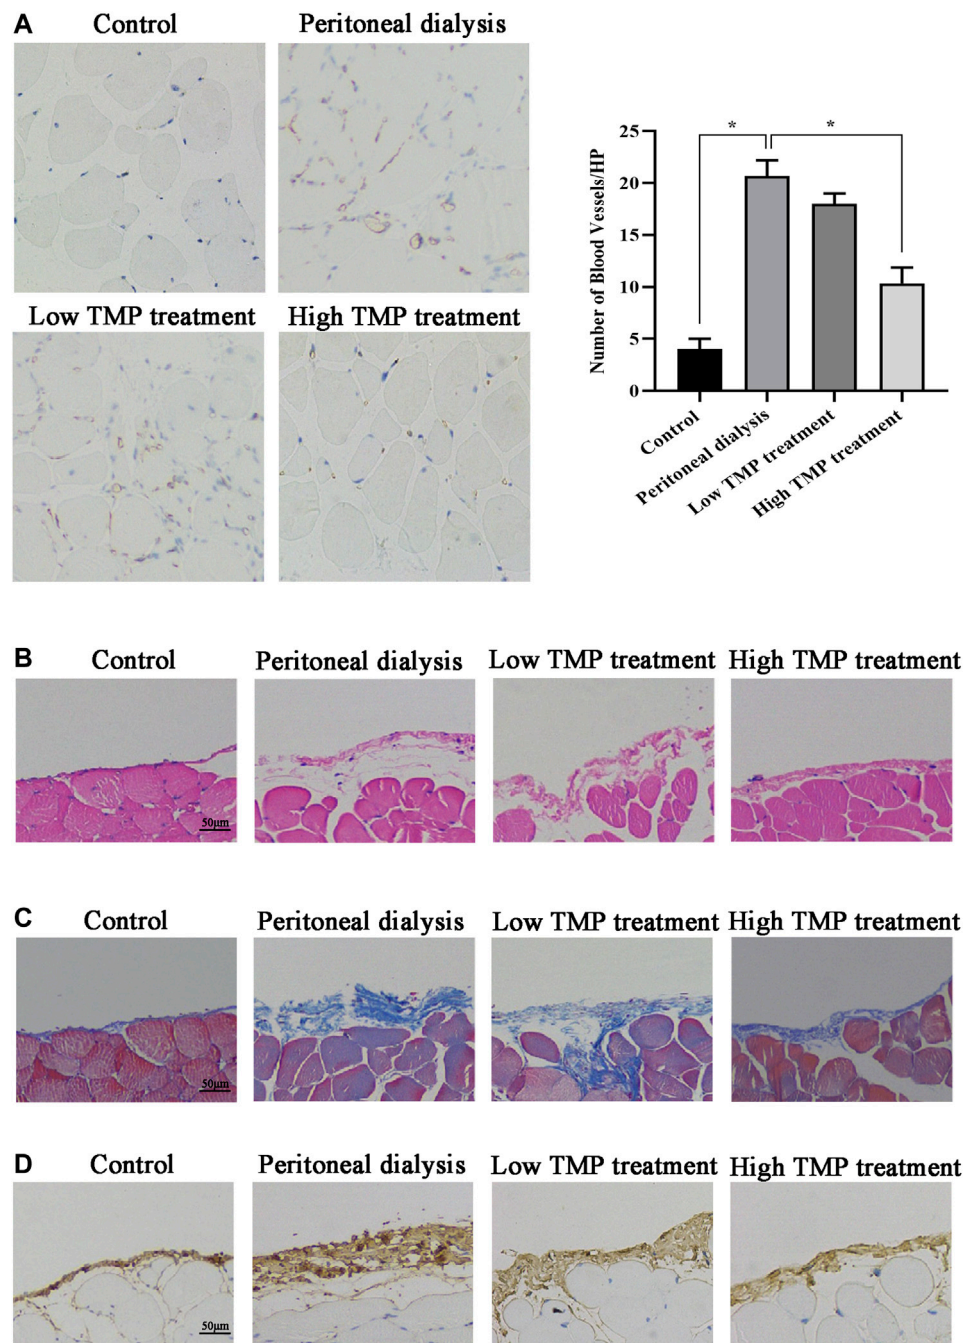 A
Control
Peritoneal dialysis
Low TMP treatment
High TMP treatment
Number of Blood Vessels/HP
25
20
15
10
5
0
*
*
Control
Peritoneal dialysis
Low TMP treatment
High TMP treatment
B
Control
Peritoneal dialysis
Low TMP treatment
High TMP treatment
50μm
C
Control
Peritoneal dialysis
Low TMP treatment
High TMP treatment
50μm
D
Control
Peritoneal dialysis
Low TMP treatment
High TMP treatment
50μm